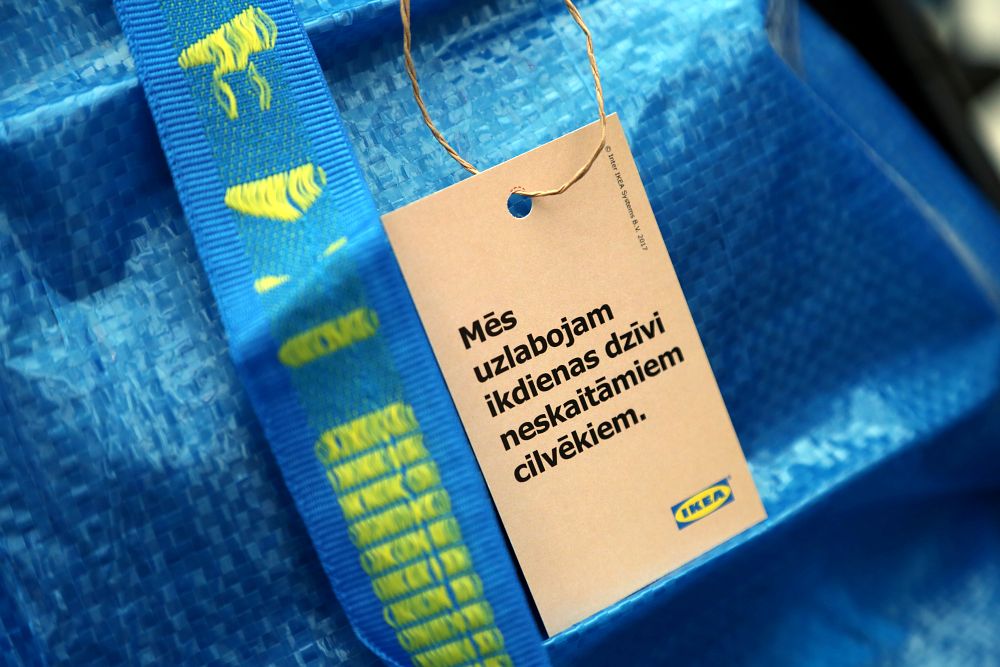 © Inter IKEA Systems B.V. 2017
Mēs
uzlabojam
ikdienas dzīvi
neskaitāmiem
cilvēkiem.
IKEA